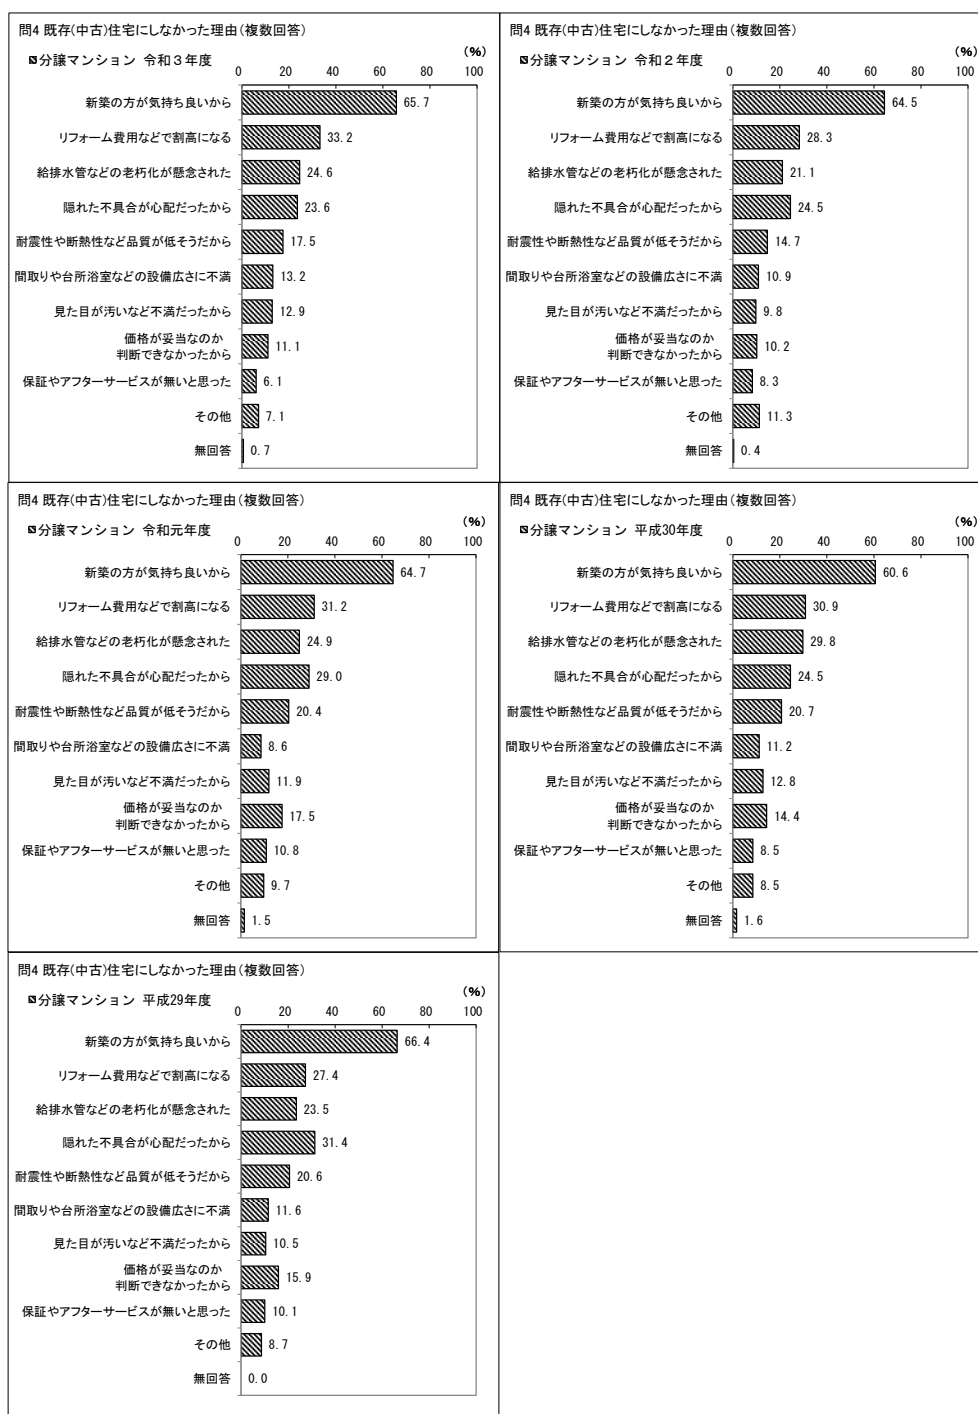 問4 既存(中古)住宅にしなかった理由(複数回答)
(%)
分譲マンション 令和3年度
0 20 40 60 80 100
新築の方が気持ち良いから 65.7
リフォーム費用などで割高になる 33.2
給排水管などの老朽化が懸念された 24.6
隠れた不具合が心配だったから 23.6
耐震性や断熱性など品質が低そうだから 17.5
間取りや台所浴室などの設備広さに不満 13.2
見た目が汚いなど不満だったから 12.9
価格が妥当なのか
判断できなかったから 11.1
保証やアフターサービスが無いと思った 6.1
その他 7.1
無回答 0.7
問4 既存(中古)住宅にしなかった理由(複数回答)
(%)
分譲マンション 令和2年度
0 20 40 60 80 100
新築の方が気持ち良いから 64.5
リフォーム費用などで割高になる 28.3
給排水管などの老朽化が懸念された 21.1
隠れた不具合が心配だったから 24.5
耐震性や断熱性など品質が低そうだから 14.7
間取りや台所浴室などの設備広さに不満 10.9
見た目が汚いなど不満だったから 9.8
価格が妥当なのか
判断できなかったから 10.2
保証やアフターサービスが無いと思った 8.3
その他 11.3
無回答 0.4
問4 既存(中古)住宅にしなかった理由(複数回答)
(%)
分譲マンション 令和元年度
0 20 40 60 80 100
新築の方が気持ち良いから 64.7
リフォーム費用などで割高になる 31.2
給排水管などの老朽化が懸念された 24.9
隠れた不具合が心配だったから 29.0
耐震性や断熱性など品質が低そうだから 20.4
間取りや台所浴室などの設備広さに不満 8.6
見た目が汚いなど不満だったから 11.9
価格が妥当なのか
判断できなかったから 17.5
保証やアフターサービスが無いと思った 10.8
その他 9.7
無回答 1.5
問4 既存(中古)住宅にしなかった理由(複数回答)
(%)
分譲マンション 平成30年度
0 20 40 60 80 100
新築の方が気持ち良いから 60.6
リフォーム費用などで割高になる 30.9
給排水管などの老朽化が懸念された 29.8
隠れた不具合が心配だったから 24.5
耐震性や断熱性など品質が低そうだから 20.7
間取りや台所浴室などの設備広さに不満 11.2
見た目が汚いなど不満だったから 12.8
価格が妥当なのか
判断できなかったから 14.4
保証やアフターサービスが無いと思った 8.5
その他 8.5
無回答 1.6
問4 既存(中古)住宅にしなかった理由(複数回答)
(%)
分譲マンション 平成29年度
0 20 40 60 80 100
新築の方が気持ち良いから 66.4
リフォーム費用などで割高になる 27.4
給排水管などの老朽化が懸念された 23.5
隠れた不具合が心配だったから 31.4
耐震性や断熱性など品質が低そうだから 20.6
間取りや台所浴室などの設備広さに不満 11.6
見た目が汚いなど不満だったから 10.5
価格が妥当なのか
判断できなかったから 15.9
保証やアフターサービスが無いと思った 10.1
その他 8.7
無回答 0.0